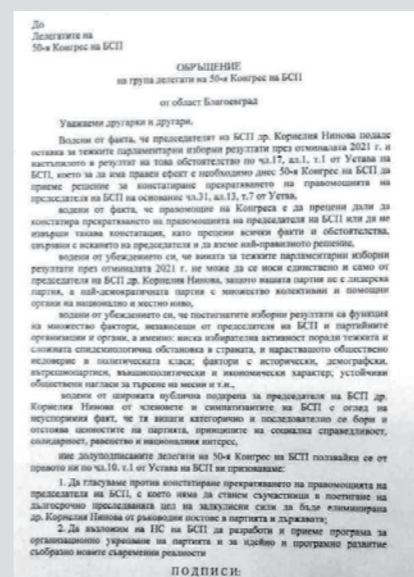 До
Делегатите на
50-я Конгрес на БСП
ОБРЪЩЕНИЕ
на група делегати на 50-я Конгрес на БСП
от област Благоевград
Уважаеми другарки и другари,
Водени от факта, че председателят на БСП др. Корнелия Нинова подаде
оставка за тежките парламентарни изборни резултати през отминалата 2021 г. и
настъпилото в резултат на това обстоятелство по чл.17, ал.1, т.1 от Устава на
БСП, което за да има правен ефект е необходимо днес 50-я Конгрес на БСП да
приеме решение за констатиране прекратяването на правомощията на
председателя на БСП на основание чл.31, ал.13, т.7 от Уства,
водени от факта, че правомощие на Конгреса е да прецени дали да
констатира прекратяването на правомощията на председателя на БСП или да не
извърши такава констатация, като прецени всички факти и обстоятелства,
свързани с искането на председателя и да вземе най-правилното решение,
водени от убеждението си, че вината за тежките парламентарни изборни
резултати през отминалата 2021 г. не може да се носи единствено и само от
председателя на БСП др. Корнелия Нинова, защото нашата партия не е лидерска
партия, а най-демократичната партия с множество колективни и помощни
органи на национално и местно ниво,
водени от убеждението си, че постигнатите изборни резултати са функция
на множество фактори, независещи от председателя на БСП и партийните
организации и органи, а именно: ниска избирателна активност поради тежката и
сложната епидемиологична обстановка в страната, и нарастващото обществено
недоверие в политическата класа; фактори с исторически, демографски,
вътрешнопартиен, външнополитически и икономически характер; устойчиви
обществени нагласи за търсене на месии и т.н.,
водени от широката публична подкрепа за председателя на БСП др.
Корнелия Нинова от членовете и симпатизантите на БСП с оглед на
неуспоримия факт, че тя винаги категорично и последователно се бори и
отстоява ценностите на партията, принципите на социална справедливост,
солидарност, равенство и национални интерес,
ние долуподписаните делегати на 50-я Конгрес на БСП ползвайки се от
правото ни по чл.10, т.1 от Устава на БСП ви призоваваме:
1. Да гласуваме против констатиране прекратяването на правомощията на
председателя на БСП, с което няма да станем съучастници в постигане на
дългосрочно преследваната цел на задкулисни сили да бъде елиминирана
др. Корнелия Нинова от ръководни постове в партията и държавата;
2. Да възложим на НС на БСП да разработи и приеме програма за
организационно укрепване на партията и за идейно и програмно развитие
съобразно новите съвременни реалности
ПОДПИСИ: